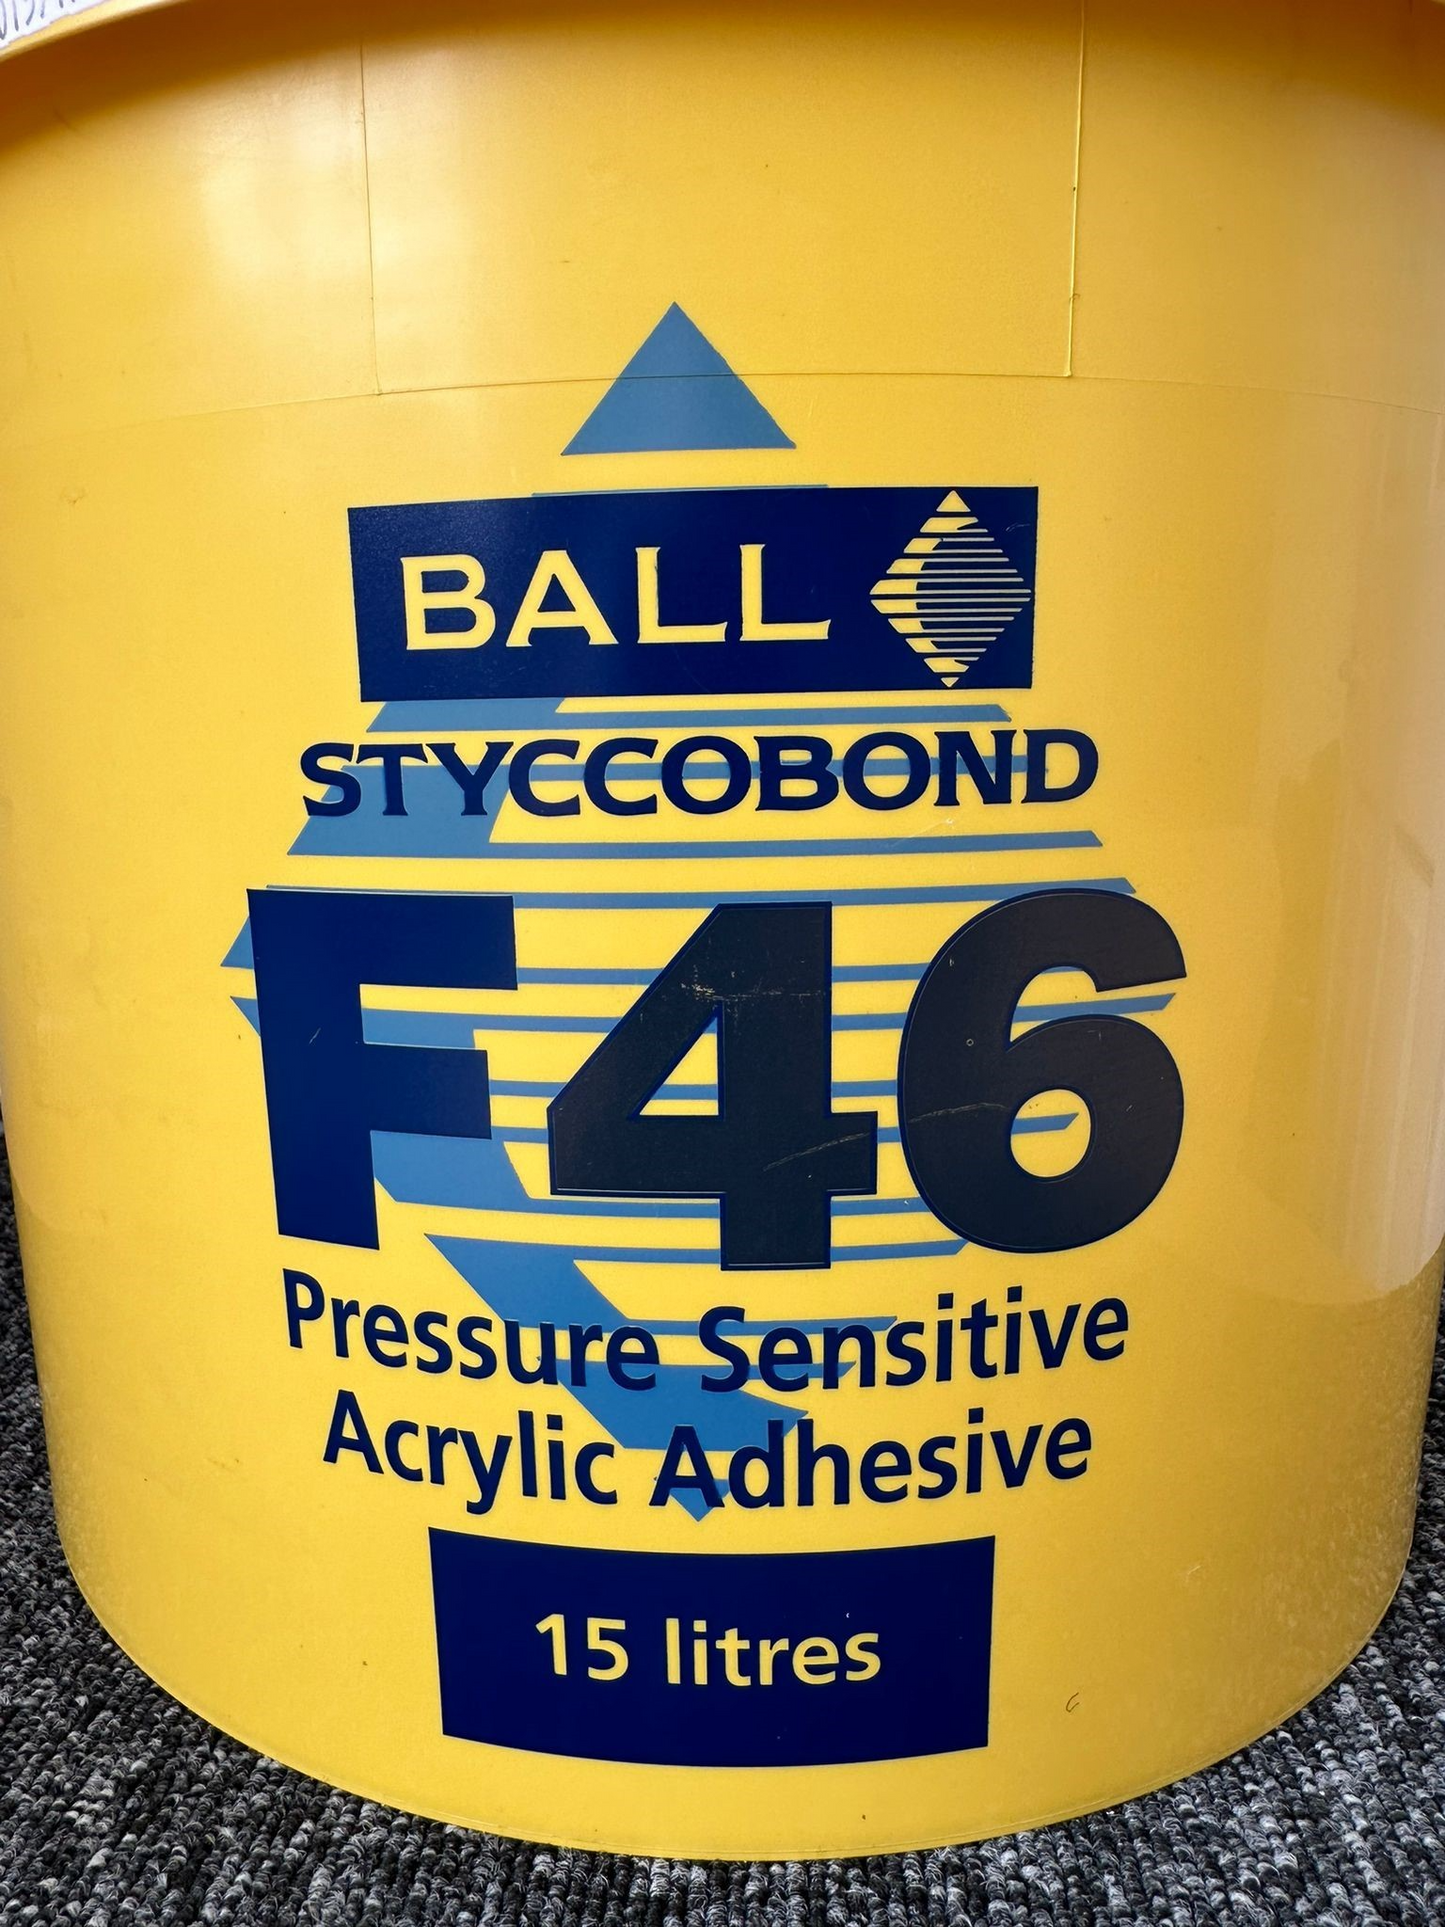 BALL
STYCCOBOND
F46
Pressure Sensitive
Acrylic Adhesive
15 litres